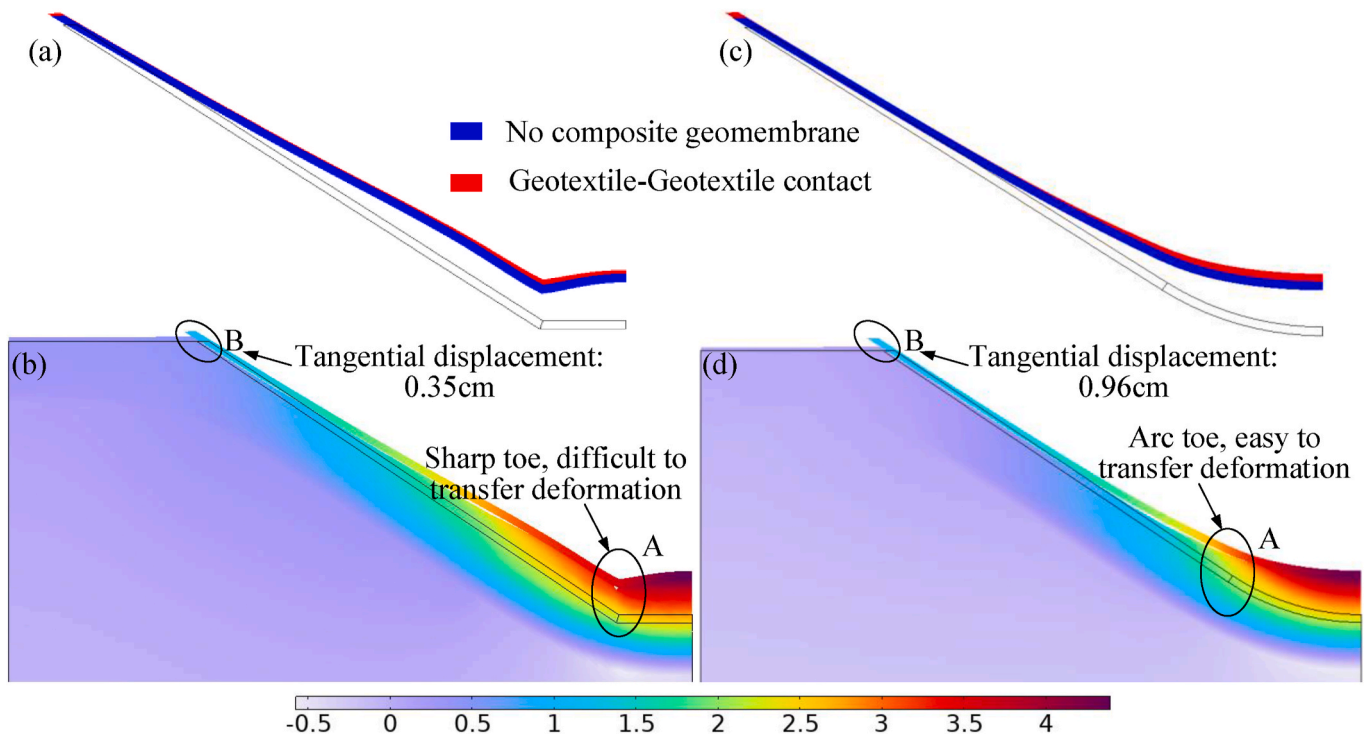 (a)
(c)
No composite geomembrane
Geotextile-Geotextile contact
(b)
B
Tangential displacement:
0.35cm
Sharp toe, difficult to
transfer deformation
A
(d)
B
Tangential displacement:
0.96cm
Arc toe, easy to
transfer deformation
A
-0.5 0 0.5 1 1.5 2 2.5 3 3.5 4